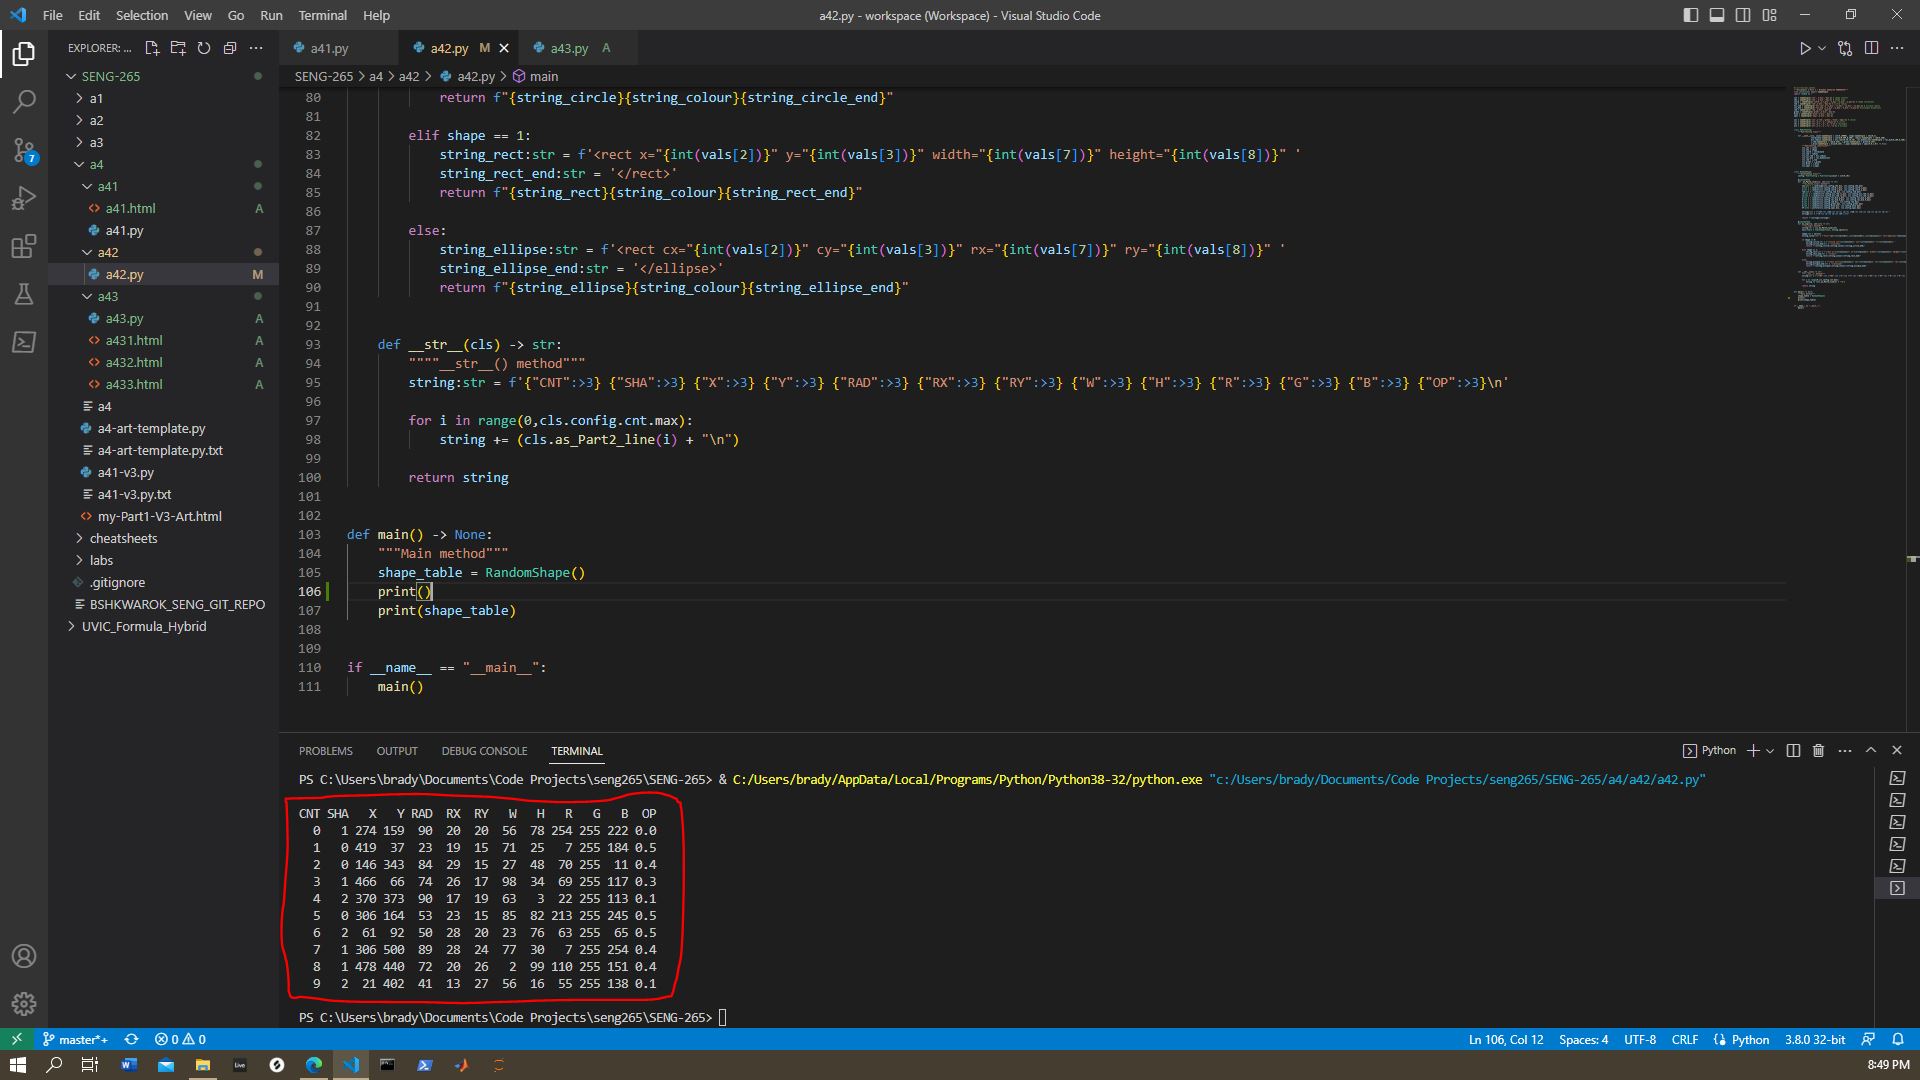 File Edit Selection View Go Run Terminal Help
a42.py - workspace (Workspace) - Visual Studio Code
EXPLORER: ...
SENG-265
a1
a2
a3
a4
a41
a41.html A
a41.py
a42
a42.py M
a43
a43.py A
a431.html A
a432.html A
a433.html A
a4
a4-art-template.py
a4-art-template.py.txt
a41-v3.py
a41-v3.py.txt
my-Part1-V3-Art.html
cheatsheets
labs
.gitignore
BSHKWAROK_SENG_GIT_REPO
UVIC_Formula_Hybrid
7
a41.py a42.py M a43.py A
SENG-265 > a4 > a42 > a42.py > main
80 return f"{string_circle}{string_colour}{string_circle_end}"
81
82 elif shape == 1:
83 string_rect:str = f'<rect x="{int(vals[2])}" y="{int(vals[3])}" width="{int(vals[7])}" height="{int(vals[8])}" '
84 string_rect_end:str = '</rect>'
85 return f"{string_rect}{string_colour}{string_rect_end}"
86
87 else:
88 string_ellipse:str = f'<rect cx="{int(vals[2])}" cy="{int(vals[3])}" rx="{int(vals[7])}" ry="{int(vals[8])}" '
89 string_ellipse_end:str = '</ellipse>'
90 return f"{string_ellipse}{string_colour}{string_ellipse_end}"
91
92
93 def __str__(cls) -> str:
94 """"__str__() method"""
95 string:str = f'{"CNT":>3} {"SHA":>3} {"X":>3} {"Y":>3} {"RAD":>3} {"RX":>3} {"RY":>3} {"W":>3} {"H":>3} {"R":>3} {"G":>3} {"B":>3} {"OP":>3}\n'
96
97 for i in range(0,cls.config.cnt.max):
98 string += (cls.as_Part2_line(i) + "\n")
99
100 return string
101
102
103 def main() -> None:
104 """Main method"""
105 shape_table = RandomShape()
106 print()
107 print(shape_table)
108
109
110 if __name__ == "__main__":
111 main()
PROBLEMS OUTPUT DEBUG CONSOLE TERMINAL
Python
PS C:\Users\brady\Documents\Code Projects\seng265\SENG-265> & C:/Users/brady/AppData/Local/Programs/Python/Python38-32/python.exe "c:/Users/brady/Documents/Code Projects/seng265/SENG-265/a4/a42/a42.py"
CNT SHA X Y RAD RX RY W H R G B OP
0 1 274 159 90 20 20 56 78 254 255 222 0.0
1 0 419 37 23 19 15 71 25 7 255 184 0.5
2 0 146 343 84 29 15 27 48 70 255 11 0.4
3 1 466 66 74 26 17 98 34 69 255 117 0.3
4 2 370 373 90 17 19 63 3 22 255 113 0.1
5 0 306 164 53 23 15 85 82 213 255 245 0.5
6 2 61 92 50 28 20 23 76 63 255 65 0.5
7 1 306 500 89 28 24 77 30 7 255 254 0.4
8 1 478 440 72 20 26 2 99 110 255 151 0.4
9 2 21 402 41 13 27 56 16 55 255 138 0.1
PS C:\Users\brady\Documents\Code Projects\seng265\SENG-265>
master*+ 0 0
Ln 106, Col 12 Spaces: 4 UTF-8 CRLF Python 3.8.0 32-bit
8:49 PM